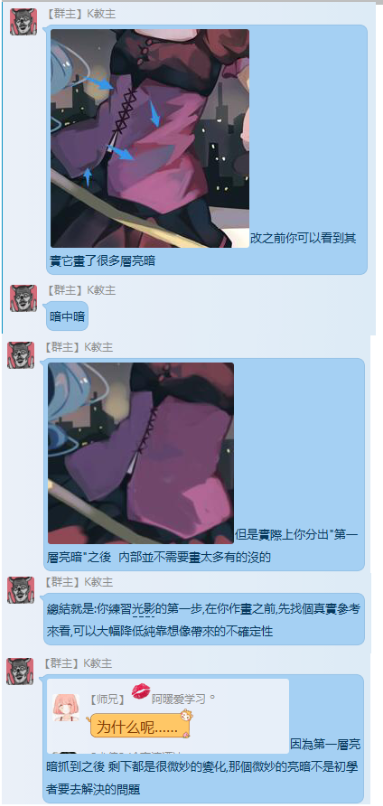 【群主】K教主
改之前你可以看到其
實它畫了很多層亮暗
【群主】K教主
暗中暗
【群主】K教主
但是實際上你分出"第一
層亮暗"之後 內部並不需要畫太多有的沒的
【群主】K教主
總結就是:你練習光影的第一步,在你作畫之前,先找個真實參考
來看,可以大幅降低純靠想像帶來的不確定性
【群主】K教主
【师兄】 阿暖爱学习。
为什么呢……
因為第一層亮
暗抓到之後 剩下都是很微妙的變化,那個微妙的亮暗不是初學
者要去解決的問題